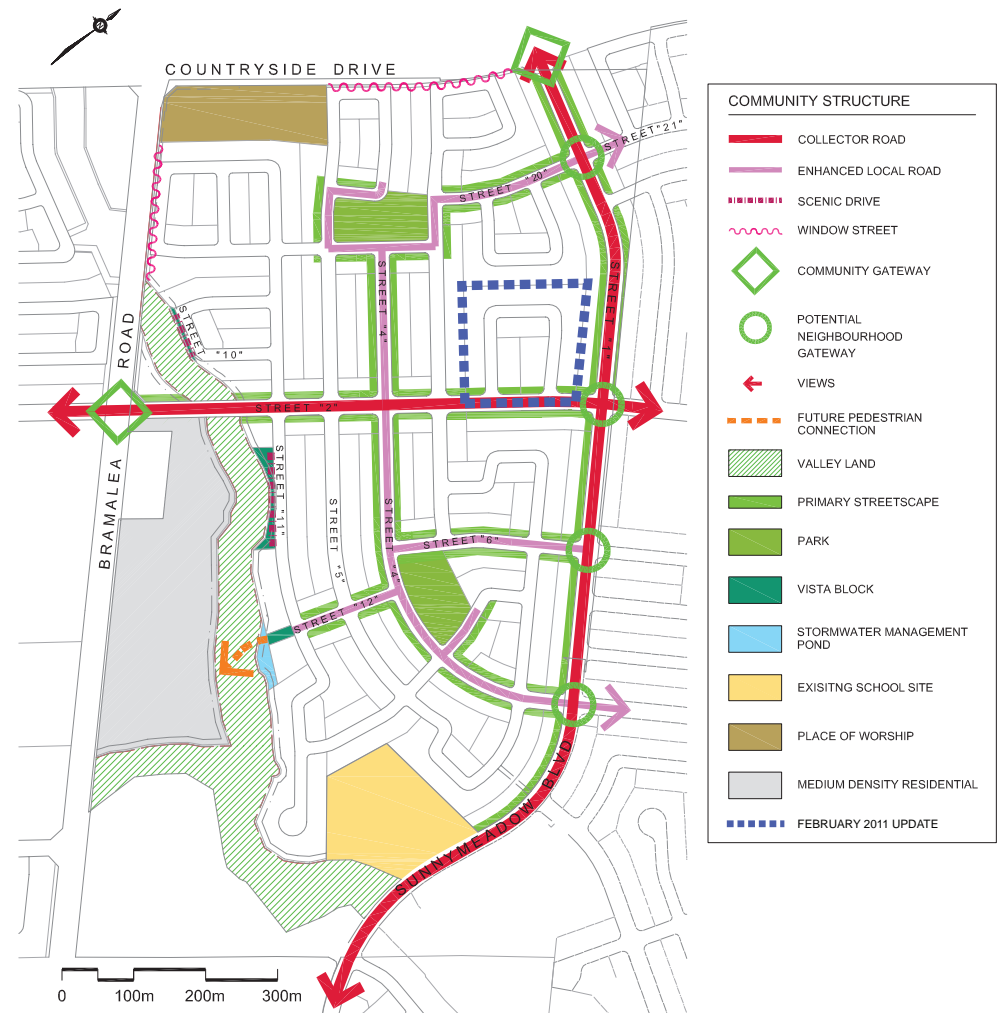 COUNTRYSIDE DRIVE
STREET "21"
STREET "20"
STREET "4"
STREET "1"
STREET
"10"
BRAMALEA ROAD
STREET "2"
STREET "11"
STREET "5"
STREET "4"
STREET "6"
STREET "12"
SUNNYMEADOW BLVD
0 100m 200m 300m
COMMUNITY STRUCTURE
COLLECTOR ROAD
ENHANCED LOCAL ROAD
SCENIC DRIVE
WINDOW STREET
COMMUNITY GATEWAY
POTENTIAL
NEIGHBOURHOOD
GATEWAY
VIEWS
FUTURE PEDESTRIAN
CONNECTION
VALLEY LAND
PRIMARY STREETSCAPE
PARK
VISTA BLOCK
STORMWATER MANAGEMENT
POND
EXISITNG SCHOOL SITE
PLACE OF WORSHIP
MEDIUM DENSITY RESIDENTIAL
FEBRUARY 2011 UPDATE